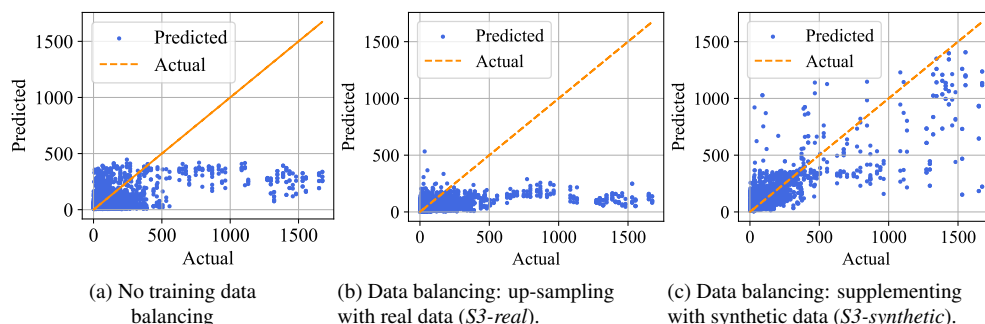 Predicted
Actual
1500
1000
500
0
Predicted
0
500
1000
1500
Actual
(a) No training data
balancing
Predicted
Actual
1500
1000
500
0
Predicted
0
500
1000
1500
Actual
(b) Data balancing: up-sampling
with real data (S3-real).
Predicted
Actual
1500
1000
500
0
Predicted
0
500
1000
1500
Actual
(c) Data balancing: supplementing
with synthetic data (S3-synthetic).